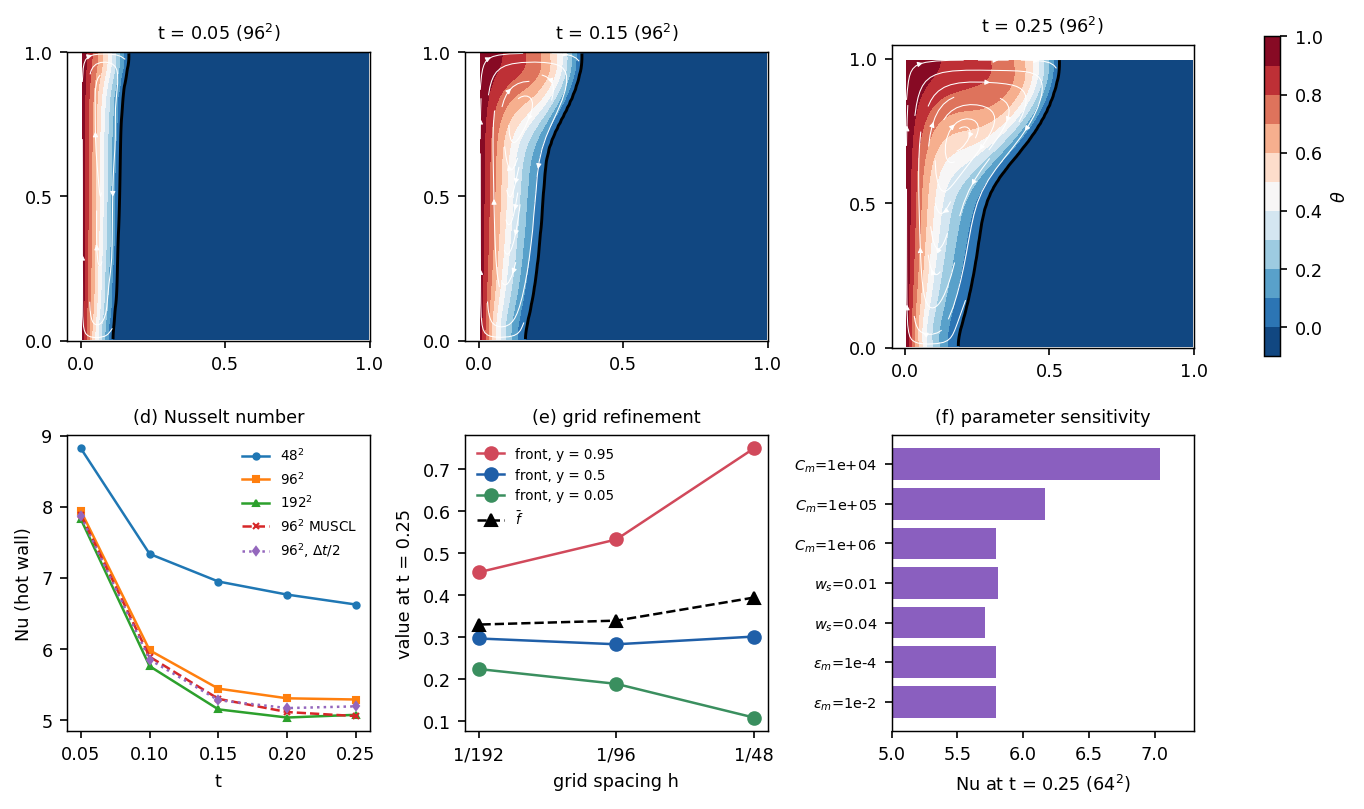 t = 0.05 (96²)
t = 0.15 (96²)
t = 0.25 (96²)
1.0
0.5
0.0
0.0
0.5
1.0
1.0
0.5
0.0
0.0
0.5
1.0
1.0
0.5
0.0
0.0
0.5
1.0
1.0
0.8
0.6
0.4
0.2
0.0
θ
(d) Nusselt number
9
8
7
6
5
Nu (hot wall)
48²
96²
192²
96² MUSCL
96², Δt/2
0.05
0.10
0.15
0.20
0.25
t
(e) grid refinement
0.7
0.6
0.5
0.4
0.3
0.2
0.1
value at t = 0.25
front, y = 0.95
front, y = 0.5
front, y = 0.05
f̄
1/192
1/96
1/48
grid spacing h
(f) parameter sensitivity
Cₘ=1e+04
Cₘ=1e+05
Cₘ=1e+06
wₛ=0.01
wₛ=0.04
εₘ=1e-4
εₘ=1e-2
5.0
5.5
6.0
6.5
7.0
Nu at t = 0.25 (64²)